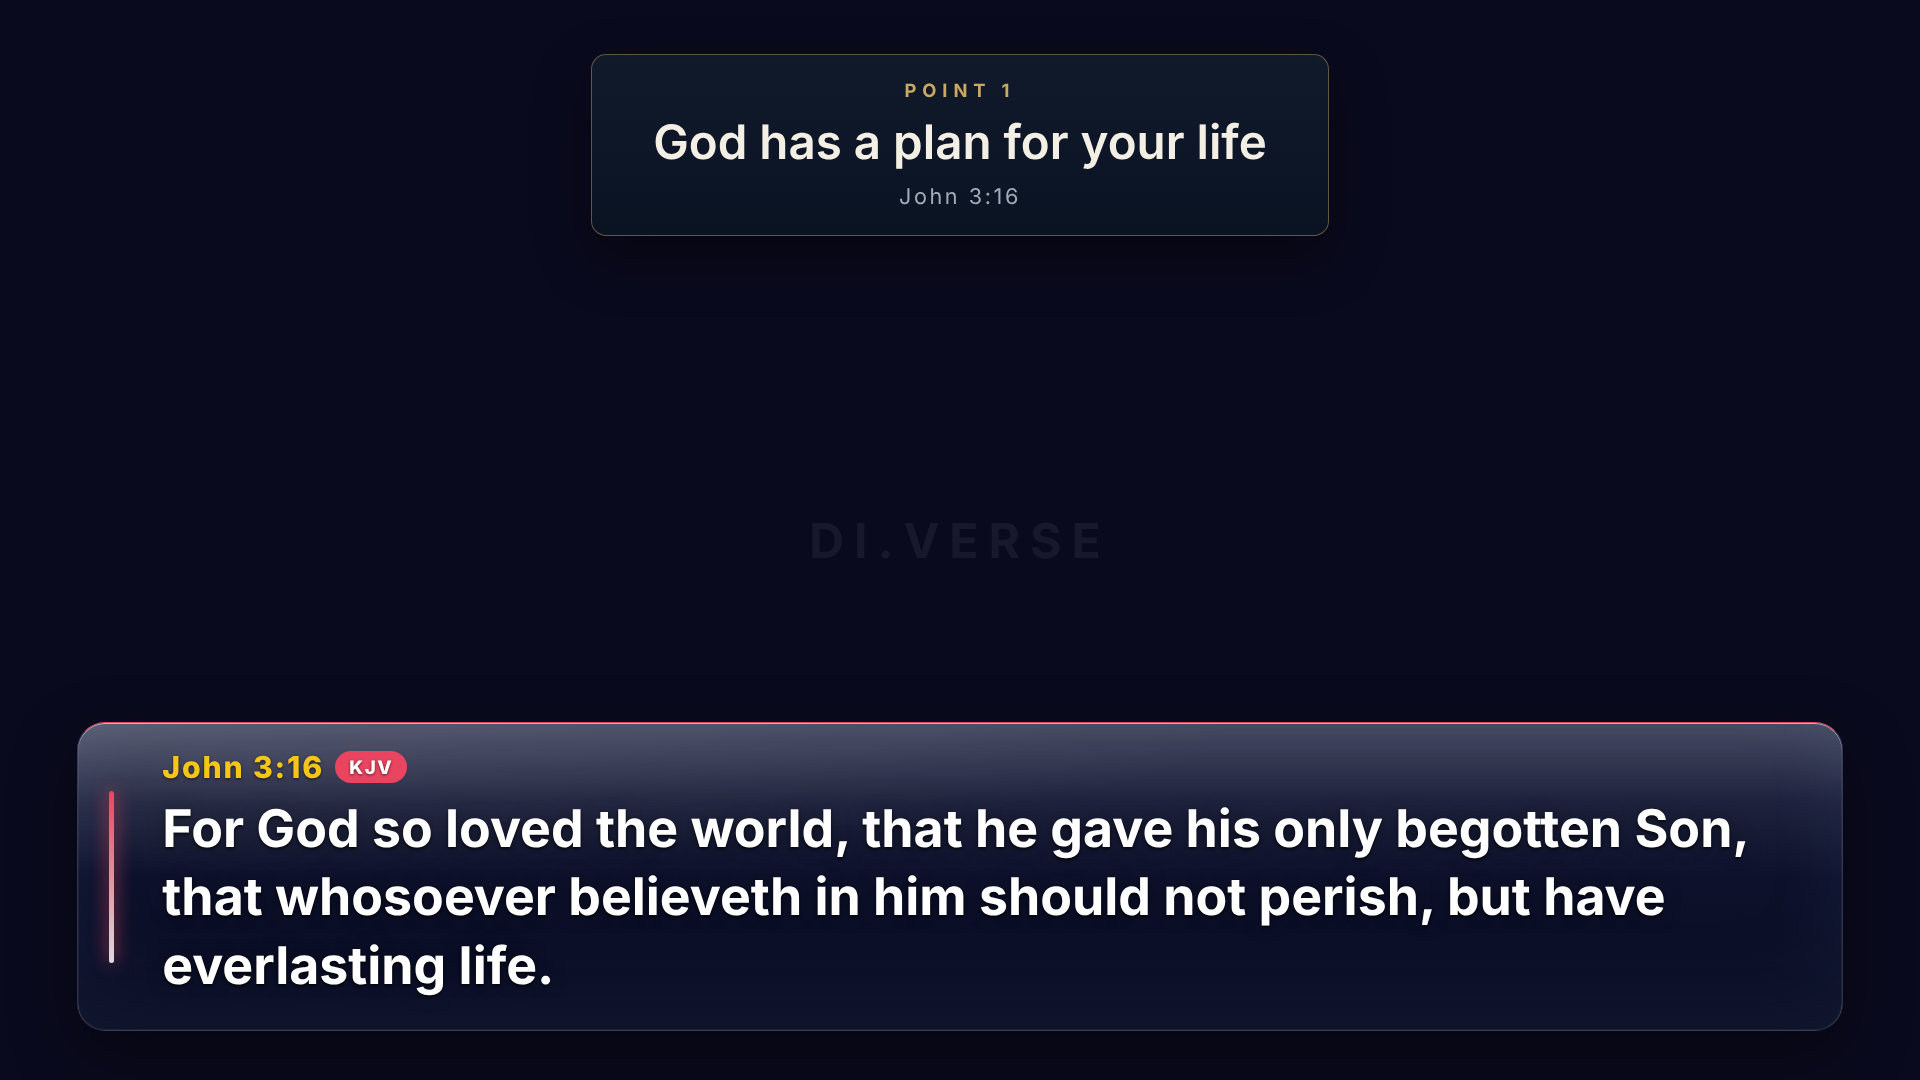 POINT 1
God has a plan for your life
John 3:16
DI.VERSE
John 3:16 KJV
For God so loved the world, that he gave his only begotten Son,
that whosoever believeth in him should not perish, but have
everlasting life.